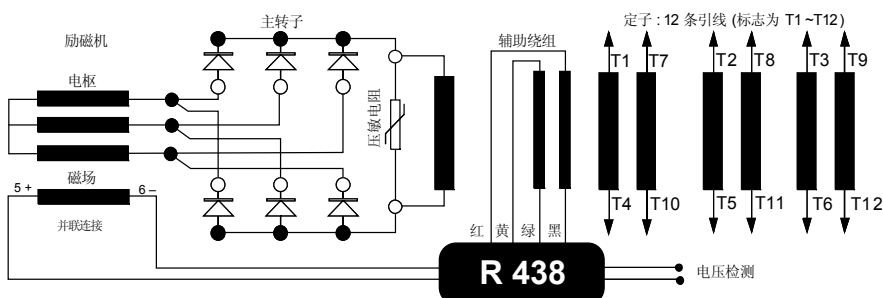 定子 : 12 条引线 (标志为 T1 ~T12)
主转子
辅助绕组
励磁机
T1 T7 T2 T8 T3 T9
电枢
压敏电阻
磁场
5 + 6 –
T4 T10 T5 T11 T6 T12
并联连接
红 黄 绿 黑
R 438
电压检测